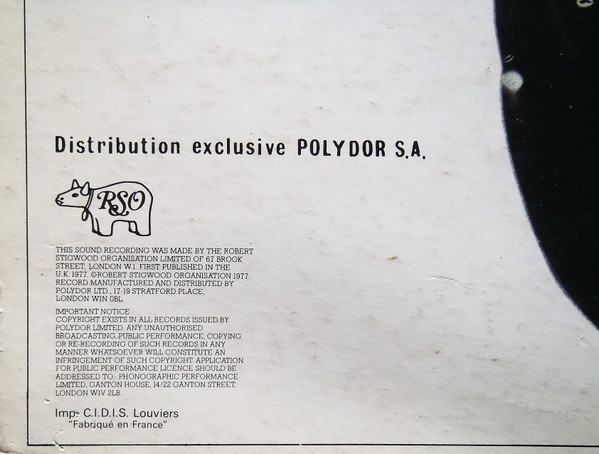 Distribution exclusive POLYDOR S.A.
RSO
THIS SOUND RECORDING WAS MADE BY THE ROBERT
STIGWOOD ORGANISATION LIMITED OF 67 BROOK
STREET, LONDON W.1. FIRST PUBLISHED IN THE
U.K. 1977. ©ROBERT STIGWOOD ORGANISATION 1977.
RECORD MANUFACTURED AND DISTRIBUTED BY
POLYDOR LTD., 17-19 STRATFORD PLACE,
LONDON W1N 0BL.
IMPORTANT NOTICE
COPYRIGHT EXISTS IN ALL RECORDS ISSUED BY
POLYDOR LIMITED. ANY UNAUTHORISED
BROADCASTING, PUBLIC PERFORMANCE, COPYING
OR RE-RECORDING OF SUCH RECORDS IN ANY
MANNER WHATSOEVER WILL CONSTITUTE AN
INFRINGEMENT OF SUCH COPYRIGHT. APPLICATION
FOR PUBLIC PERFORMANCE LICENCE SHOULD BE
ADDRESSED TO:- PHONOGRAPHIC PERFORMANCE
LIMITED, GANTON HOUSE, 14/22 GANTON STREET,
LONDON W1V 2LB.
Imp- C.I.D.I.S. Louviers
"Fabriqué en France"